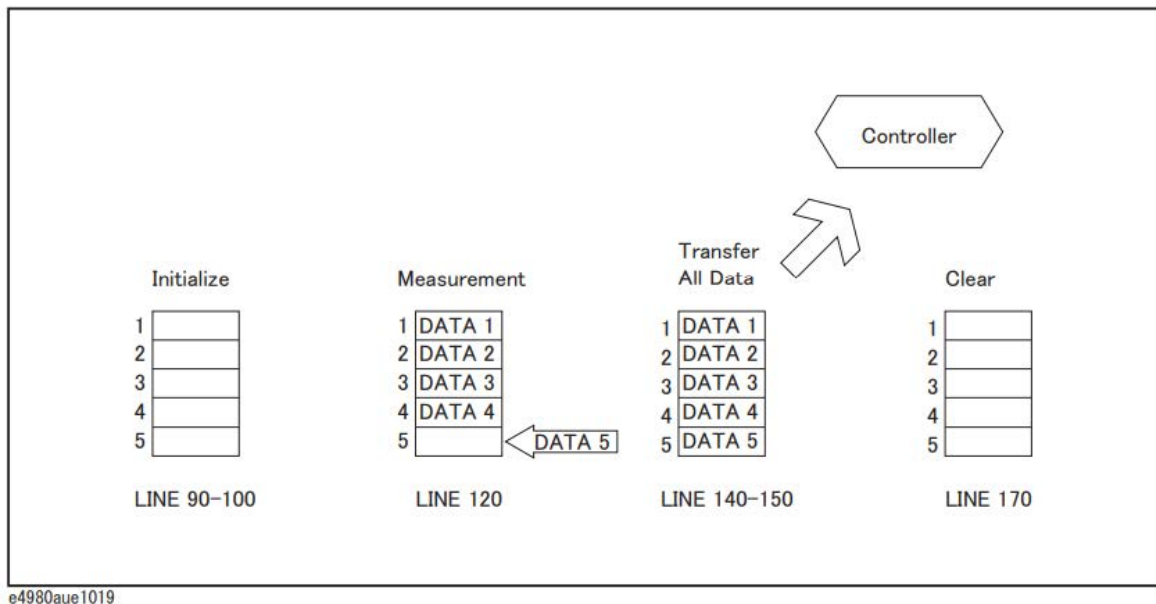 Controller
Initialize
1
2
3
4
5
LINE 90-100
Measurement
1 DATA 1
2 DATA 2
3 DATA 3
4 DATA 4
5
DATA 5
LINE 120
Transfer
All Data
1 DATA 1
2 DATA 2
3 DATA 3
4 DATA 4
5 DATA 5
LINE 140-150
Clear
1
2
3
4
5
LINE 170
e4980aue1019